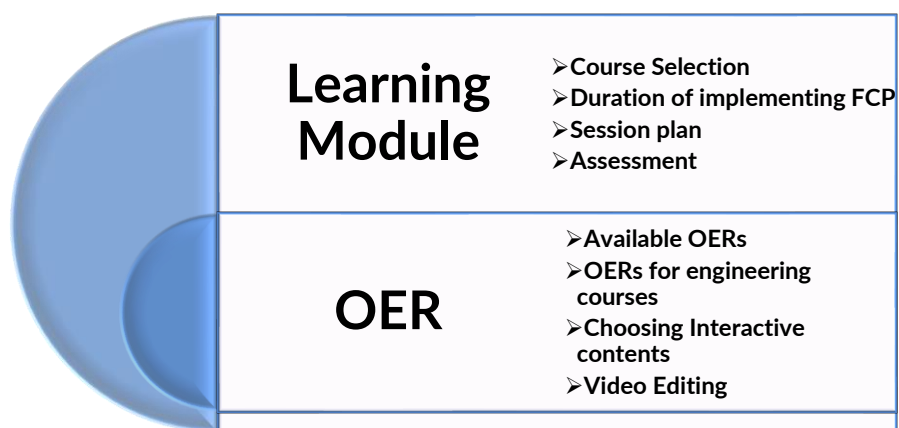 Learning
Module
➢Course Selection
➢Duration of implementing FCP
➢Session plan
➢Assessment
OER
➢Available OERs
➢OERs for engineering
courses
➢Choosing Interactive
contents
➢Video Editing